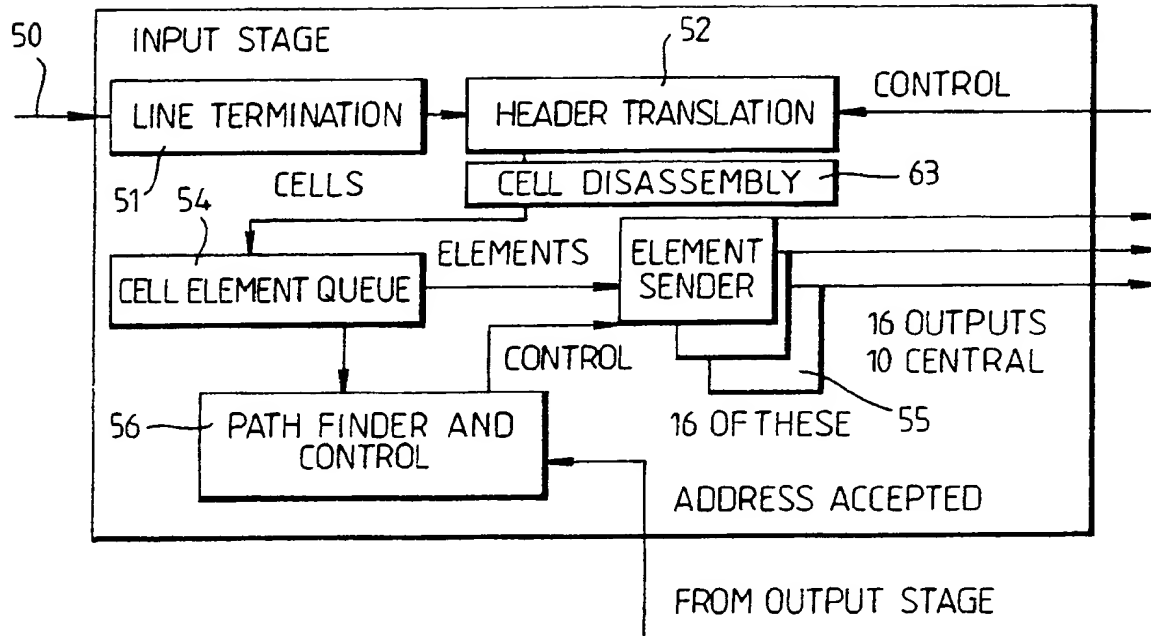 50
INPUT STAGE
52
CONTROL
LINE TERMINATION
HEADER TRANSLATION
51
CELLS
CELL DISASSEMBLY
63
54
ELEMENTS
ELEMENT
SENDER
CELL ELEMENT QUEUE
16 OUTPUTS
10 CENTRAL
CONTROL
56
PATH FINDER AND
CONTROL
16 OF THESE
55
ADDRESS ACCEPTED
FROM OUTPUT STAGE